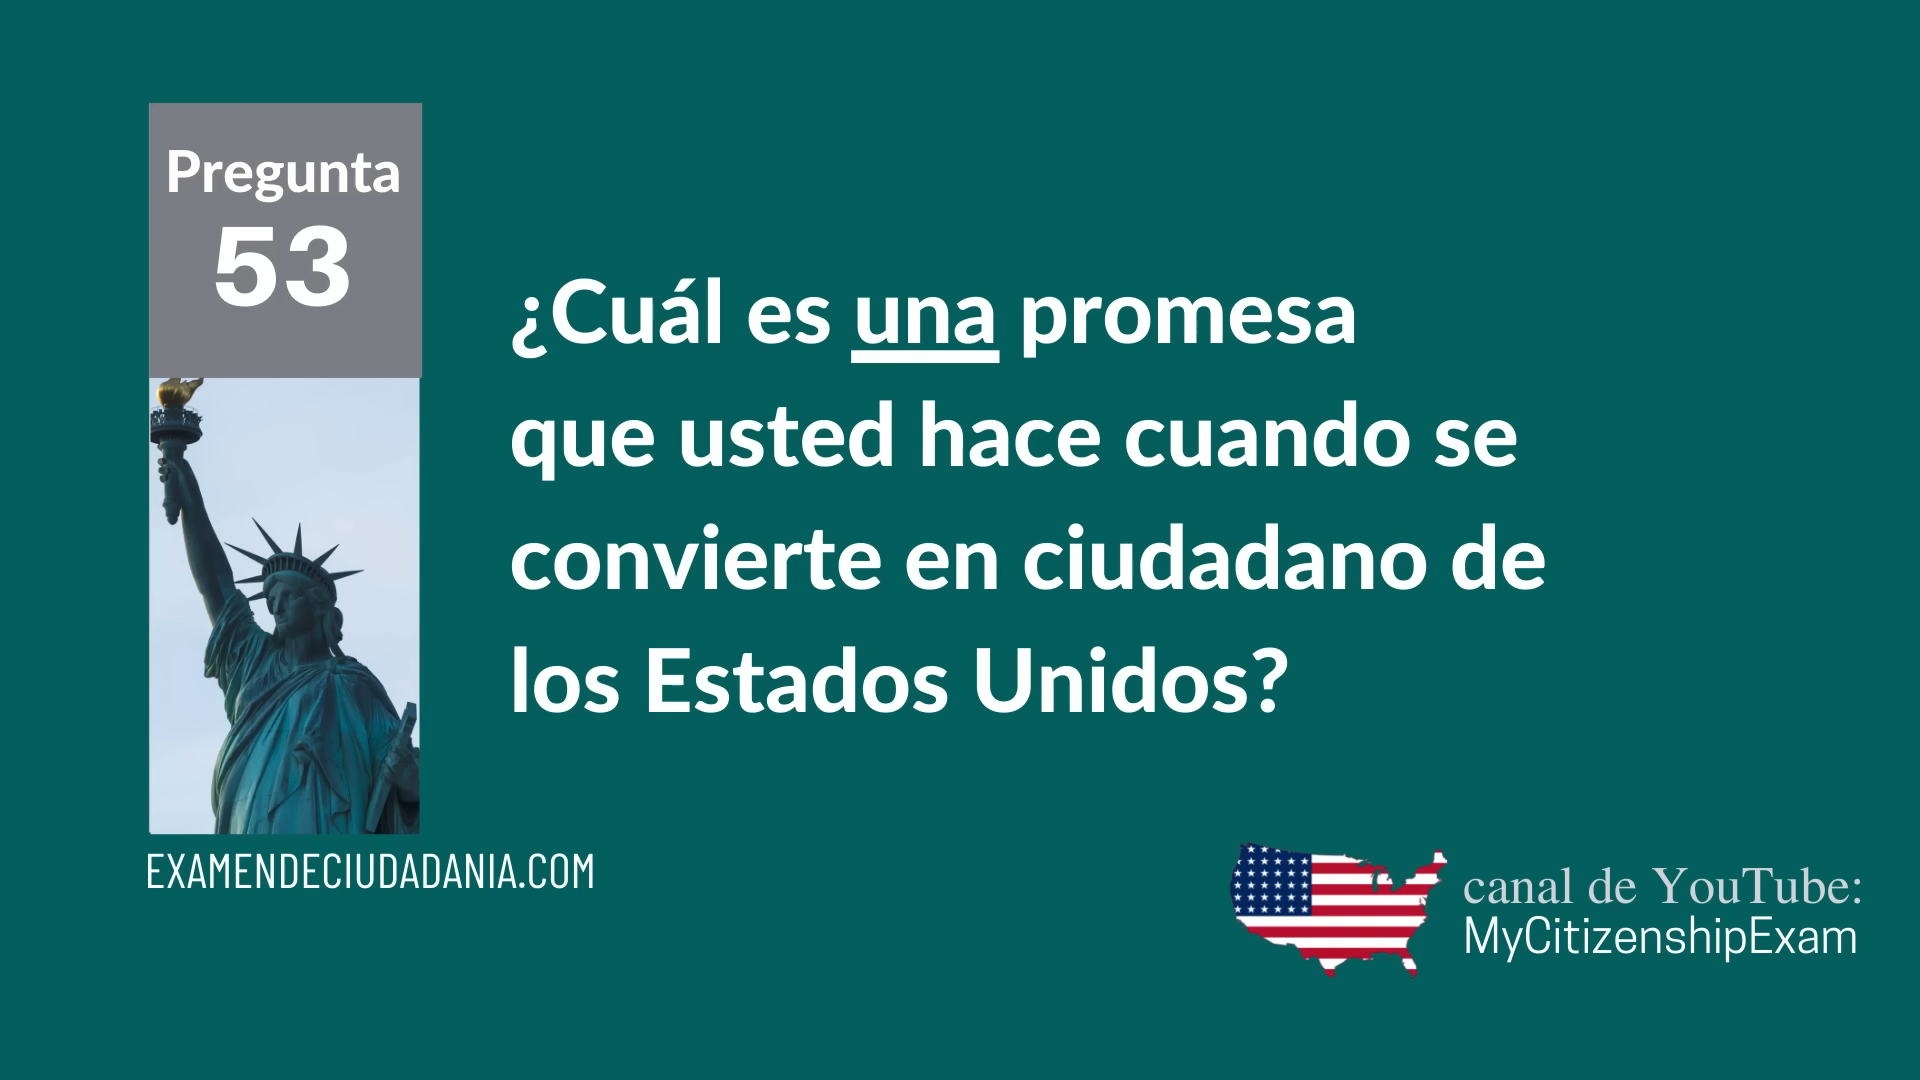 Pregunta
53
¿Cuál es una promesa
que usted hace cuando se
convierte en ciudadano de
los Estados Unidos?
EXAMENDECIUDADANIA.COM
canal de YouTube:
MyCitizenshipExam